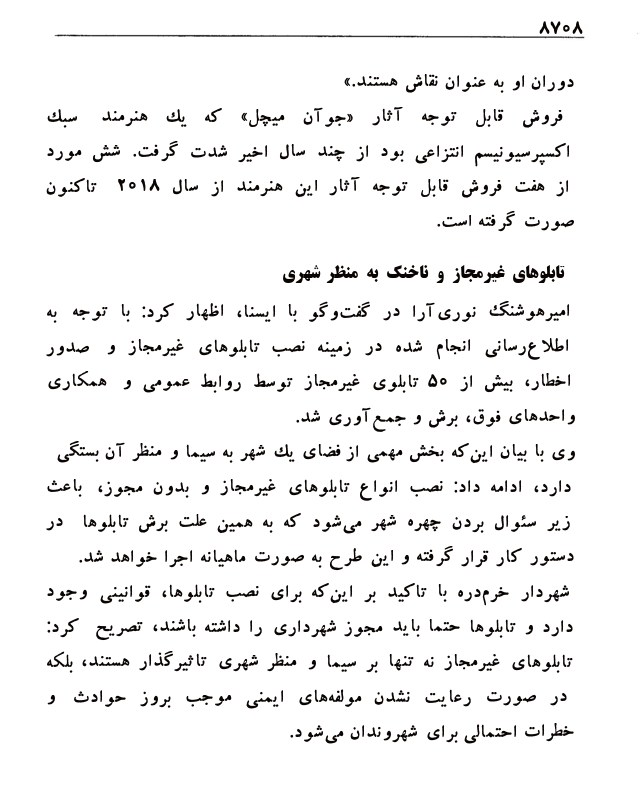 ۸۷۰۸
دوران او به عنوان نقاش هستند.»
فروش قابل توجه آثار «جوآن میچل» که یك هنرمند سبك
اکسپرسیونیسم انتزاعی بود از چند سال اخیر شدت گرفت. شش مورد
از هفت فروش قابل توجه آثار این هنرمند از سال ۲۰۱۸ تاکنون
صورت گرفته است.
تابلوهای غیرمجاز و ناخنک به منظر شهری
امیرهوشنگ نوری‌آرا در گفت‌وگو با ایسنا، اظهار کرد: با توجه به
اطلاع‌رسانی انجام شده در زمینه نصب تابلوهای غیرمجاز و صدور
اخطار، بیش از ۵۰ تابلوی غیرمجاز توسط روابط عمومی و همکاری
واحدهای فوق، برش و جمع‌آوری شد.
وی با بیان این‌که بخش مهمی از فضای یك شهر به سیما و منظر آن بستگی
دارد، ادامه داد: نصب انواع تابلوهای غیرمجاز و بدون مجوز، باعث
زیر سئوال بردن چهره شهر می‌شود که به همین علت برش تابلوها در
دستور کار قرار گرفته و این طرح به صورت ماهیانه اجرا خواهد شد.
شهردار خرم‌دره با تاکید بر این‌که برای نصب تابلوها، قوانینی وجود
دارد و تابلوها حتما باید مجوز شهرداری را داشته باشند، تصریح کرد:
تابلوهای غیرمجاز نه تنها بر سیما و منظر شهری تاثیرگذار هستند، بلکه
در صورت رعایت نشدن مولفه‌های ایمنی موجب بروز حوادث و
خطرات احتمالی برای شهروندان می‌شود.